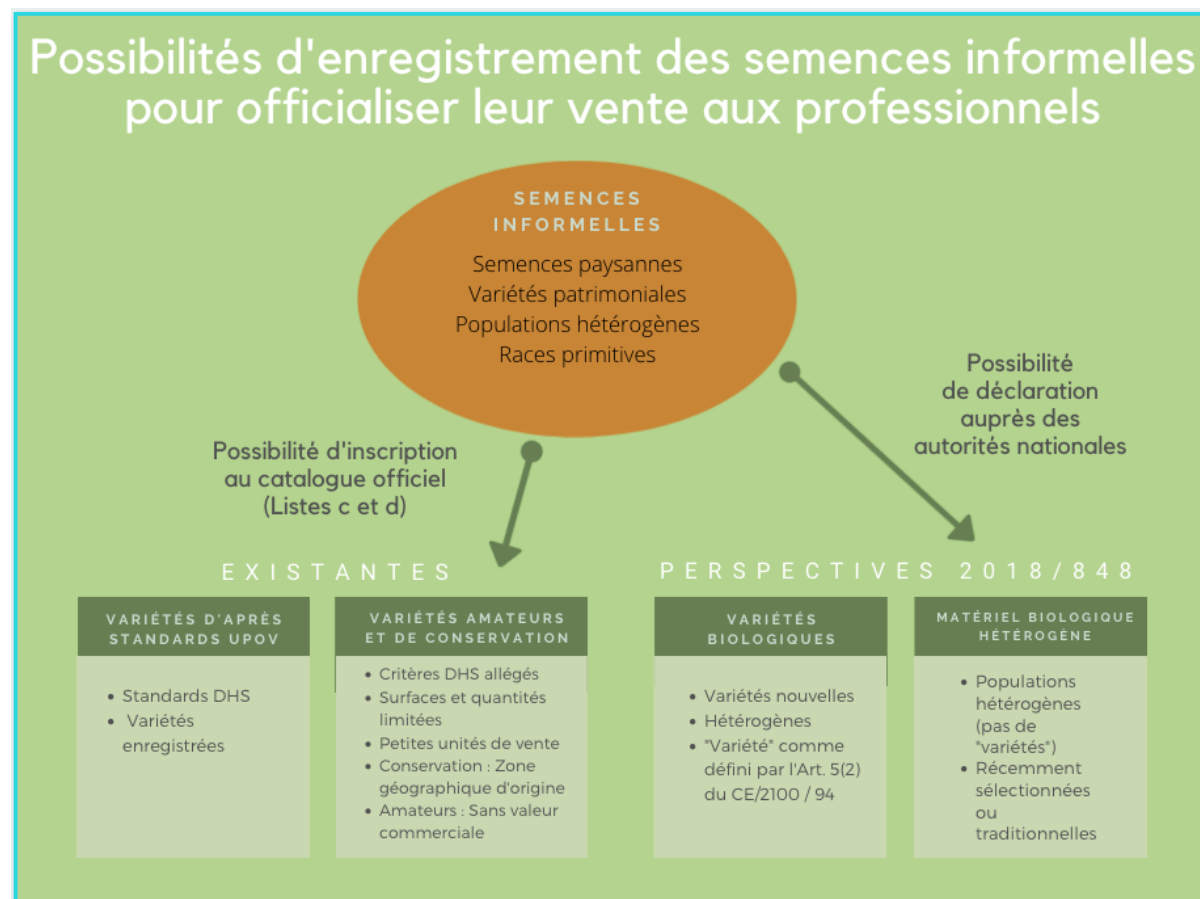 Possibilités d'enregistrement des semences informelles
pour officialiser leur vente aux professionnels
SEMENCES
INFORMELLES
Semences paysannes
Variétés patrimoniales
Populations hétérogènes
Races primitives
Possibilité d'inscription
au catalogue officiel
(Listes c et d)
Possibilité
de déclaration
auprès des
autorités nationales
EXISTANTES
VARIÉTÉS D'APRÈS
STANDARDS UPOV
• Standards DHS
• Variétés
enregistrées
VARIÉTÉS AMATEURS
ET DE CONSERVATION
• Critères DHS allégés
• Surfaces et quantités
limitées
• Petites unités de vente
• Conservation : Zone
géographique d'origine
• Amateurs : Sans valeur
commerciale
PERSPECTIVES 2018/848
VARIÉTÉS
BIOLOGIQUES
• Variétés nouvelles
• Hétérogènes
• "Variété" comme
défini par l'Art. 5(2)
du CE/2100 / 94
MATÉRIEL BIOLOGIQUE
HÉTÉROGÈNE
• Populations
hétérogènes
(pas de
"variétés")
• Récemment
sélectionnées
ou
traditionnelles